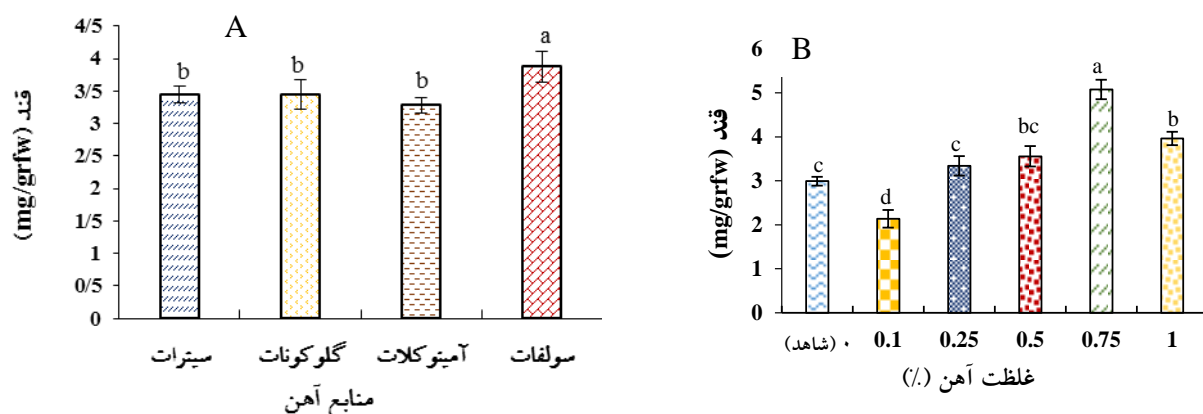 A
قند (mg/grfw)
4/5
4
3/5
3
2/5
2
1/5
1
0/5
0
b
b
b
a
سیترات
گلوکونات
آمینوکلات
سولفات
منابع آهن
B
قند (mg/grfw)
6
5
4
3
2
1
0
c
d
c
bc
a
b
۰ (شاهد)
0.1
0.25
0.5
0.75
1
غلظت آهن (٪)